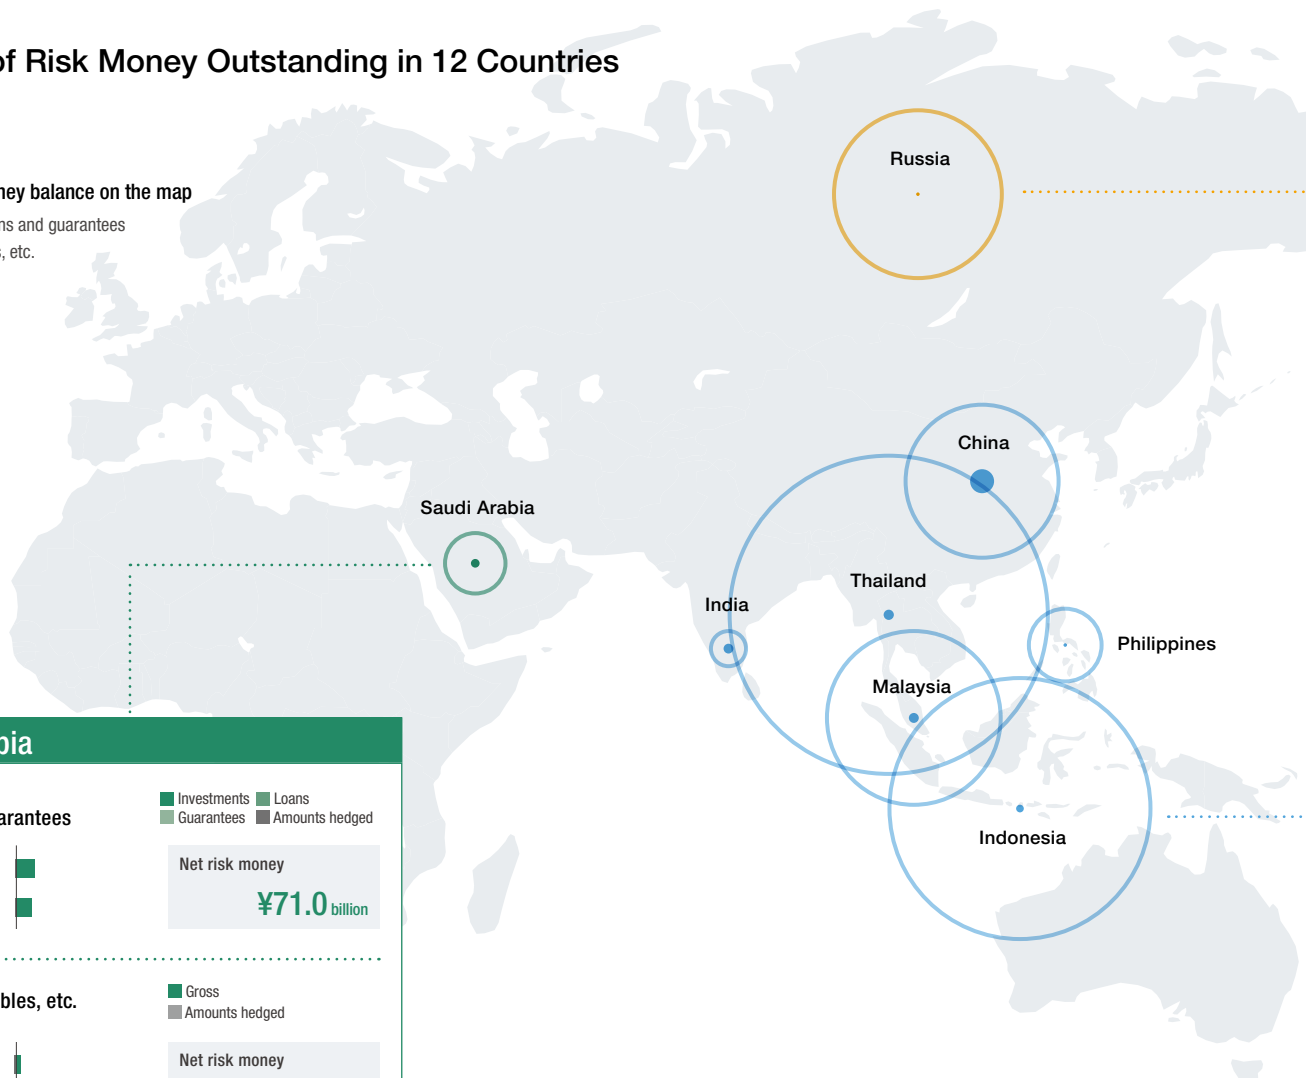 of Risk Money Outstanding in 12 Countries
ney balance on the map
ns and guarantees
s, etc.
Russia
China
Saudi Arabia
Thailand
India
Philippines
Malaysia
Indonesia
bia
arantees
Investments Loans
Guarantees Amounts hedged
Net risk money
¥71.0 billion
bles, etc.
Gross
Amounts hedged
Net risk money